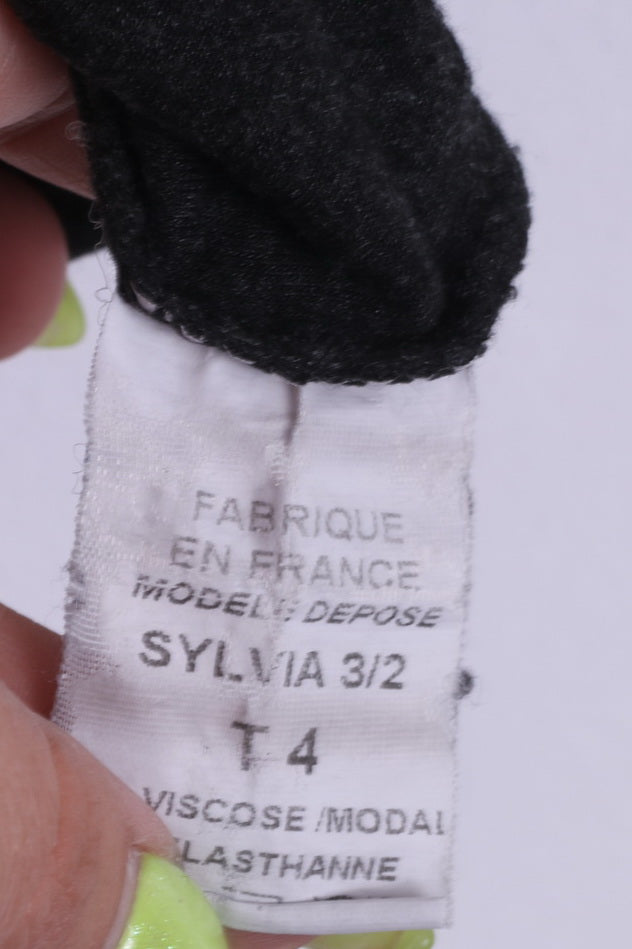 FABRIQUE
EN FRANCE
MODELE DEPOSE
SYLVIA 3/2
T 4
VISCOSE /MODAL
ELASTHANNE